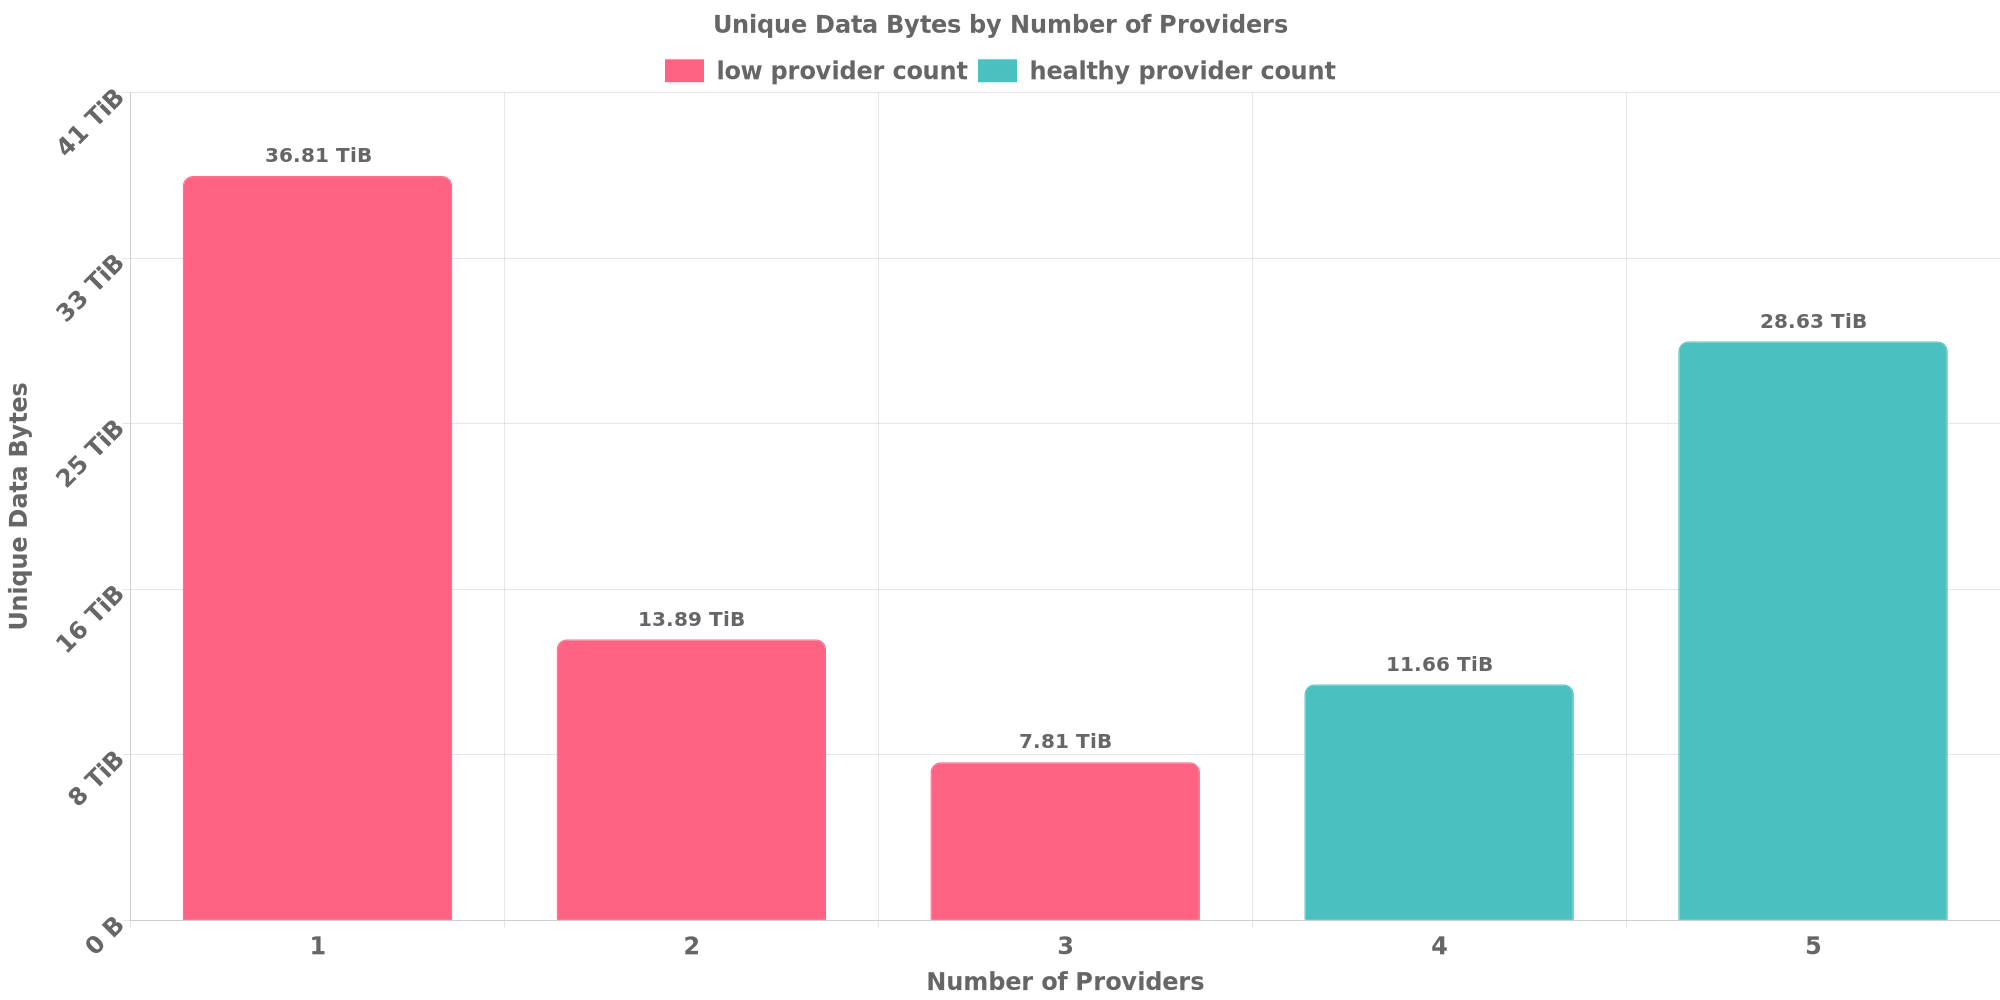 Unique Data Bytes by Number of Providers
low provider count healthy provider count
41 TiB
33 TiB
25 TiB
16 TiB
8 TiB
0 B
Unique Data Bytes
36.81 TiB
13.89 TiB
7.81 TiB
11.66 TiB
28.63 TiB
1 2 3 4 5
Number of Providers